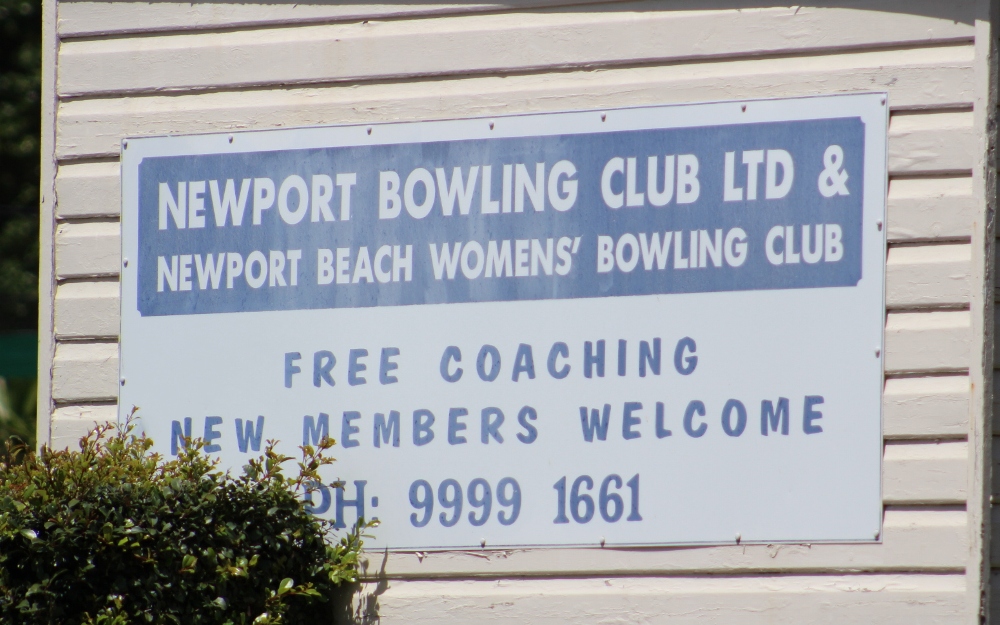 NEWPORT BOWLING CLUB LTD &
NEWPORT BEACH WOMENS' BOWLING CLUB
FREE COACHING
NEW MEMBERS WELCOME
PH: 9999 1661